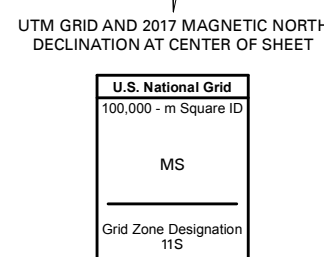 UTM GRID AND 2017 MAGNETIC NORTH
DECLINATION AT CENTER OF SHEET
U.S. National Grid
100,000 - m Square ID
MS
Grid Zone Designation
11S